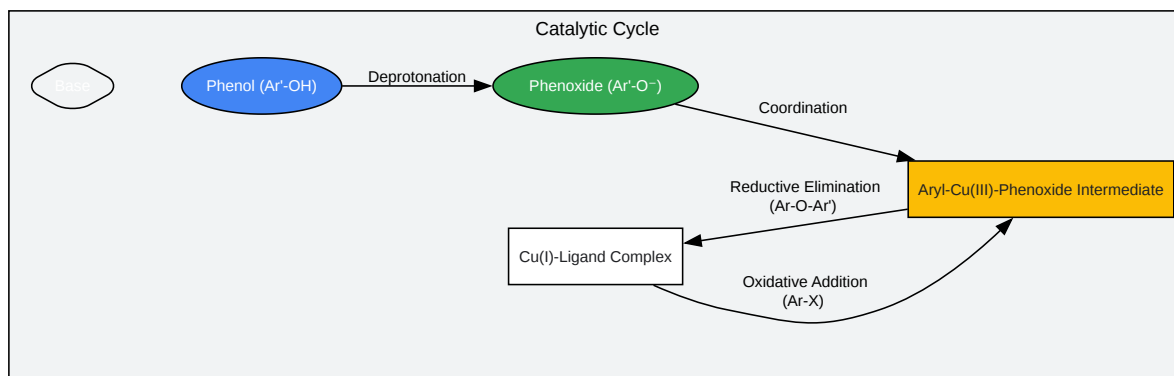 Catalytic Cycle
Base
Phenol (Ar'-OH)
Deprotonation
Phenoxide (Ar'-O⁻)
Coordination
Aryl-Cu(III)-Phenoxide Intermediate
Reductive Elimination
(Ar-O-Ar')
Cu(I)-Ligand Complex
Oxidative Addition
(Ar-X)